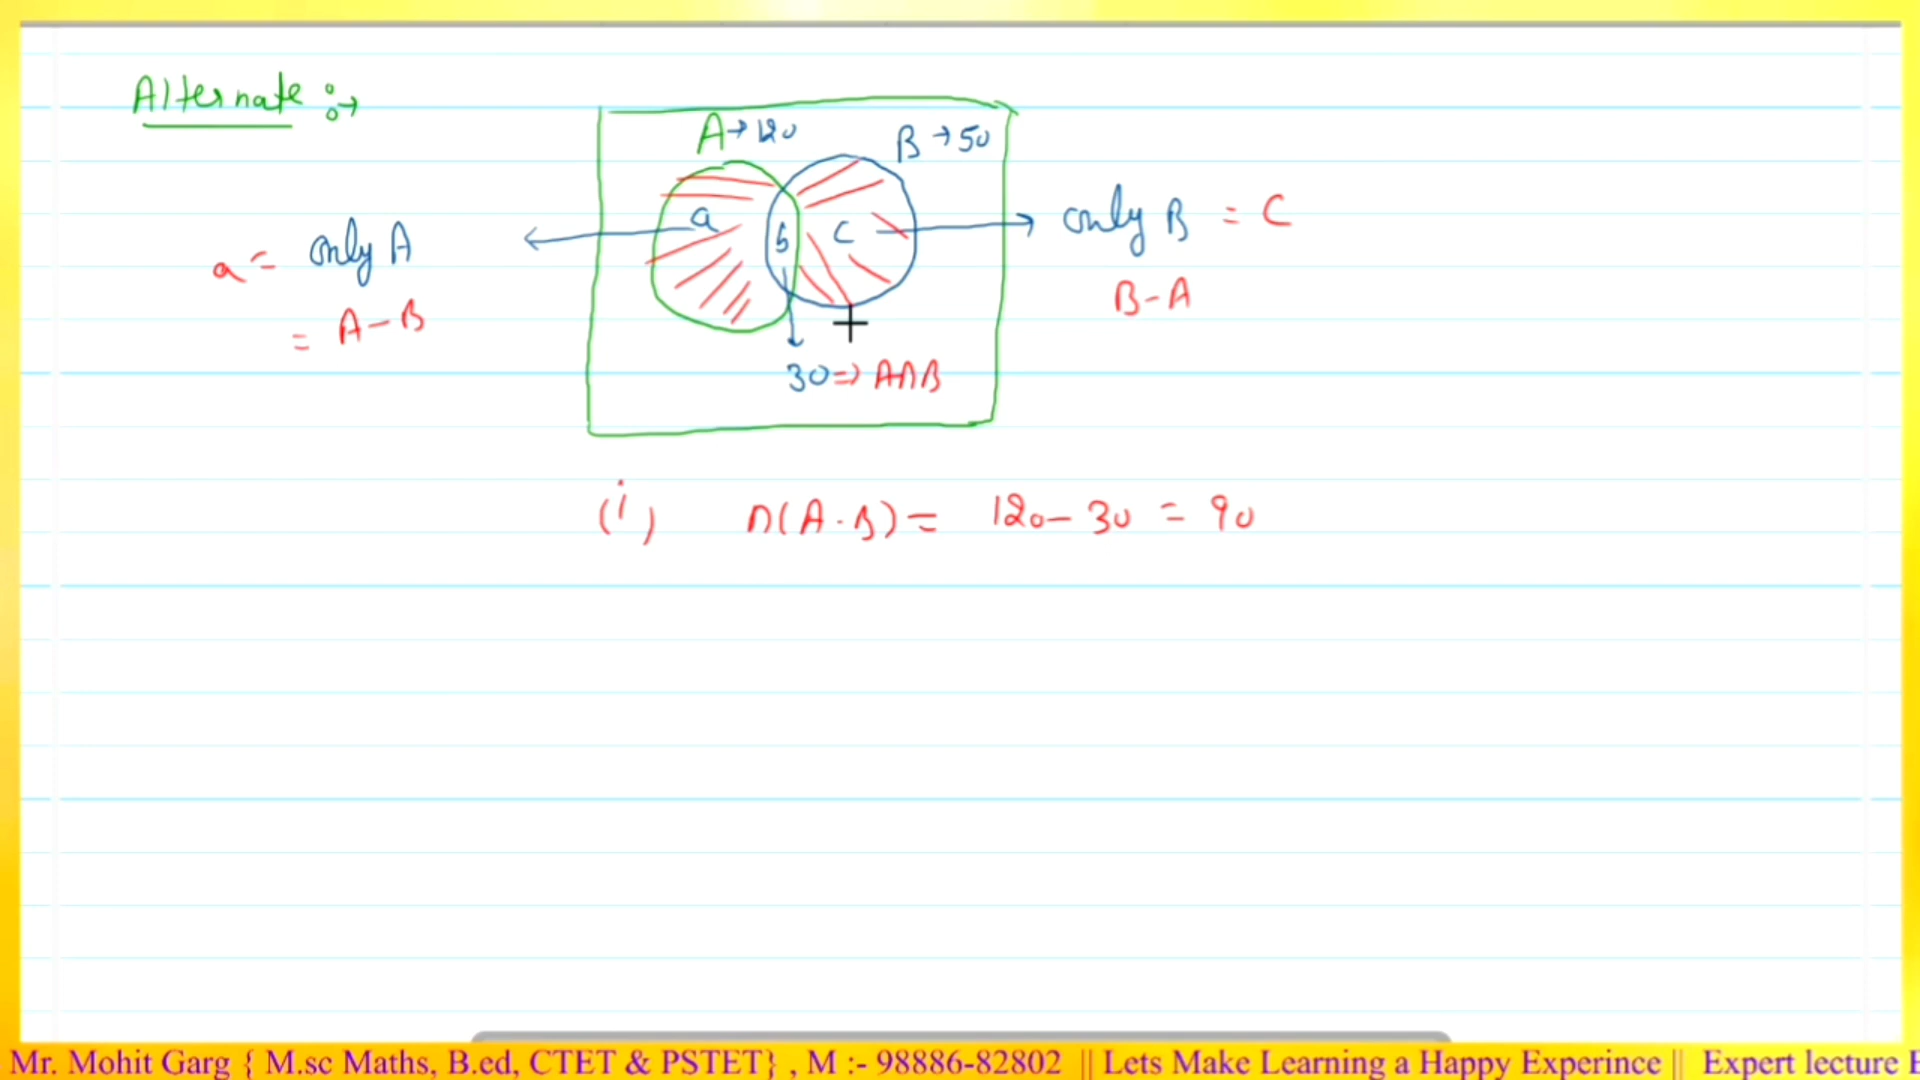 Alternate :→
A→120
B→50
a
b
c
a = only A
= A-B
only B = C
B-A
30 => A∩B
(i) n(A-B) = 120-30 = 90
Mr. Mohit Garg { M.sc Maths, B.ed, CTET & PSTET} , M :- 98886-82802 || Lets Make Learning a Happy Experince || Expert lecture E